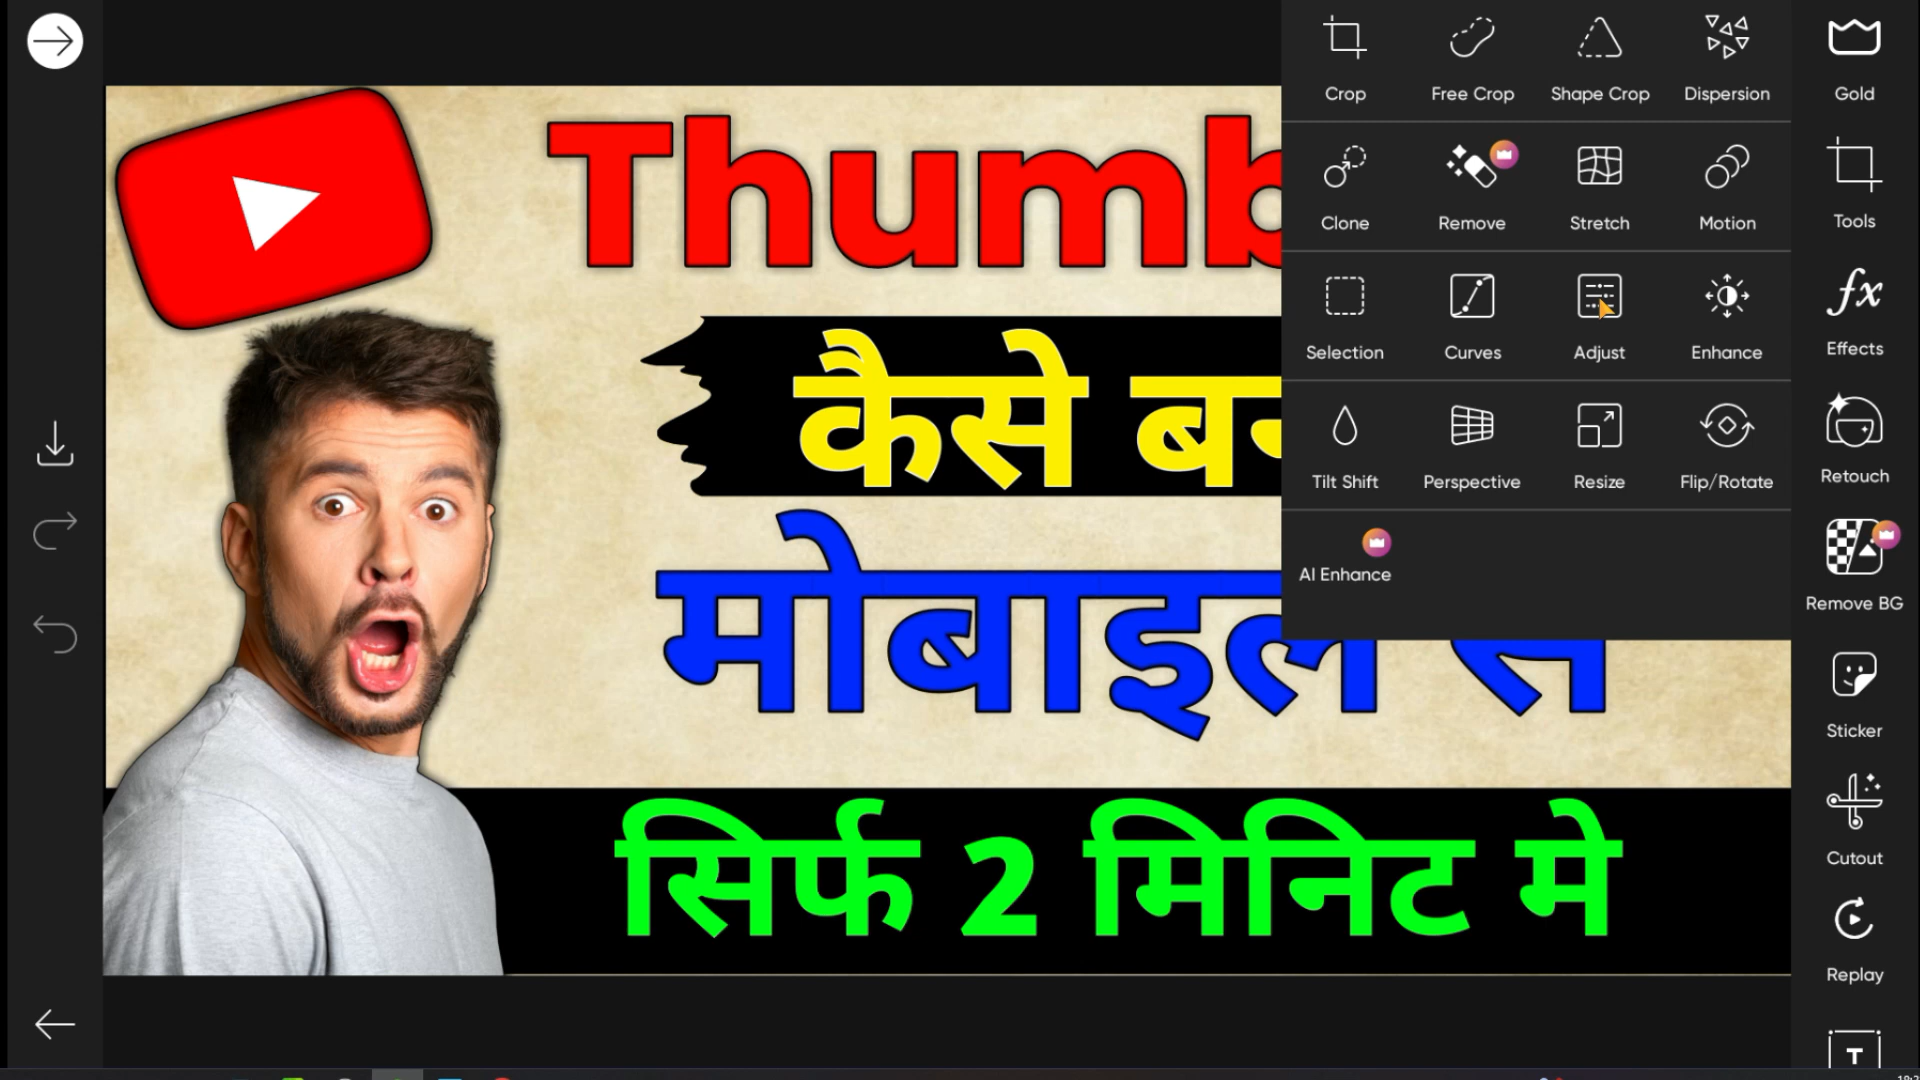 Crop Free Crop Shape Crop Dispersion Gold
Thumb
Clone Remove Stretch Motion Tools
Selection Curves Adjust Enhance Effects
कैसे
Tilt Shift Perspective Resize Flip/Rotate Retouch
AI Enhance
Remove BG
मोबाइल से
Sticker
सिर्फ 2 मिनिट मे
Cutout
Replay
T